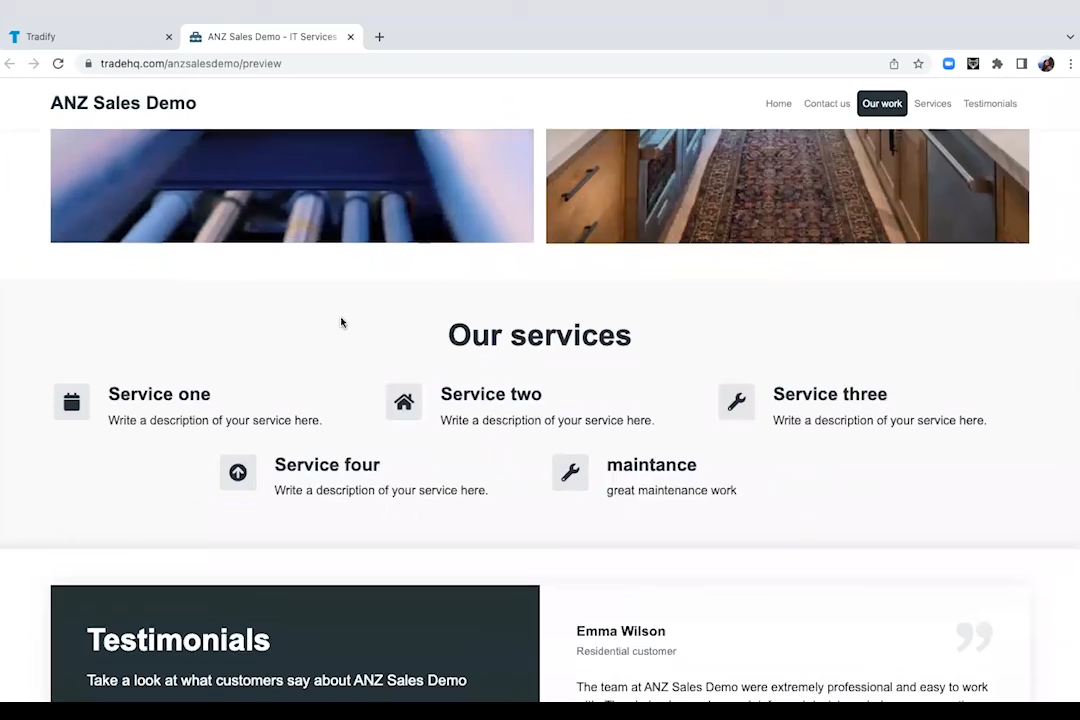 Tradify
ANZ Sales Demo - IT Services
tradehq.com/anzsalesdemo/preview
ANZ Sales Demo
Home Contact us Our work Services Testimonials
Our services
Service one
Write a description of your service here.
Service two
Write a description of your service here.
Service three
Write a description of your service here.
Service four
Write a description of your service here.
maintance
great maintenance work
Testimonials
Take a look at what customers say about ANZ Sales Demo
Emma Wilson
Residential customer
The team at ANZ Sales Demo were extremely professional and easy to work